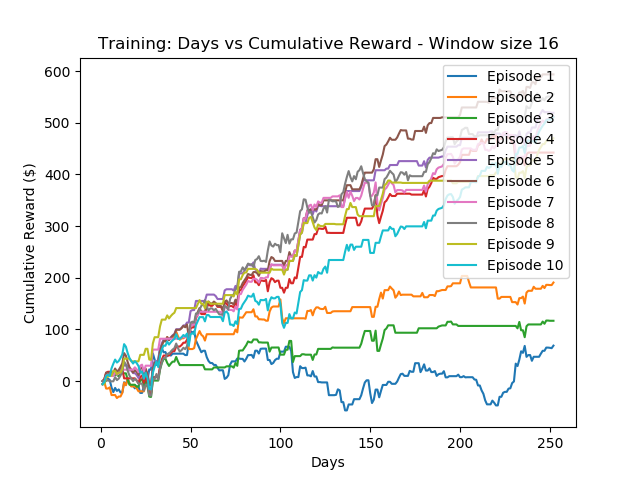 Training: Days vs Cumulative Reward - Window size 16
Cumulative Reward ($)
600
500
400
300
200
100
0
Episode 1
Episode 2
Episode 3
Episode 4
Episode 5
Episode 6
Episode 7
Episode 8
Episode 9
Episode 10
0
50
100
150
200
250
Days